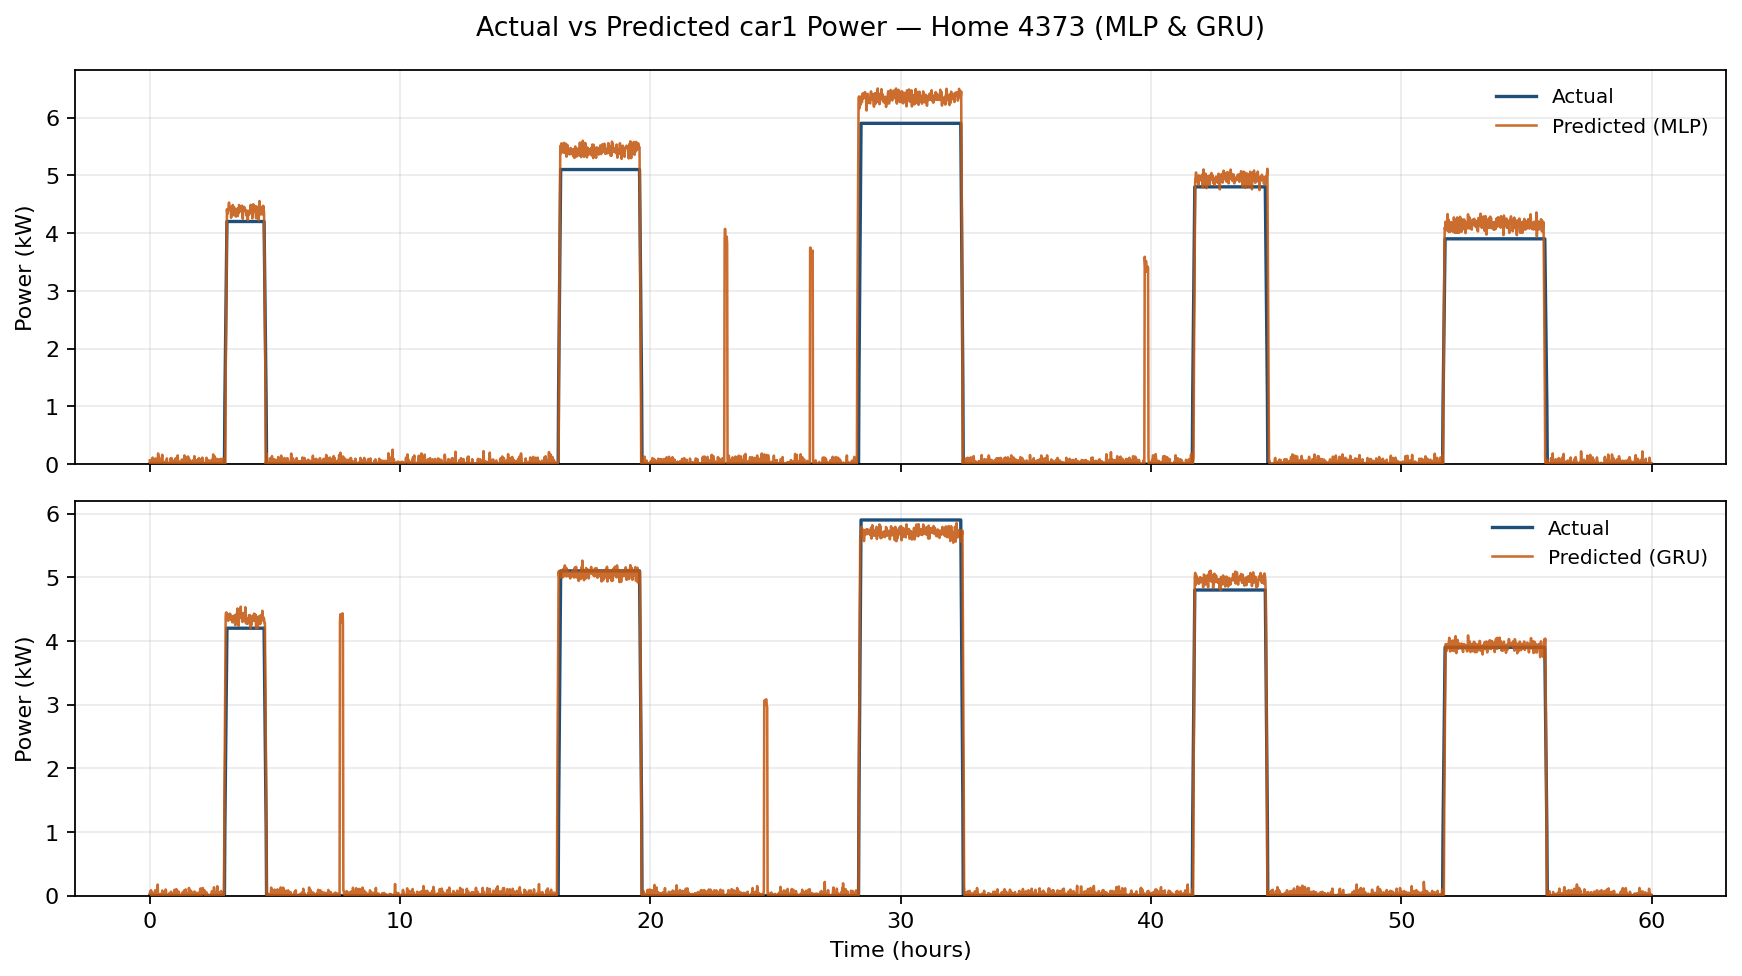 Actual vs Predicted car1 Power — Home 4373 (MLP & GRU)
6
5
4
3
2
1
0
Power (kW)
Actual
Predicted (MLP)
6
5
4
3
2
1
0
Power (kW)
Actual
Predicted (GRU)
0 10 20 30 40 50 60
Time (hours)